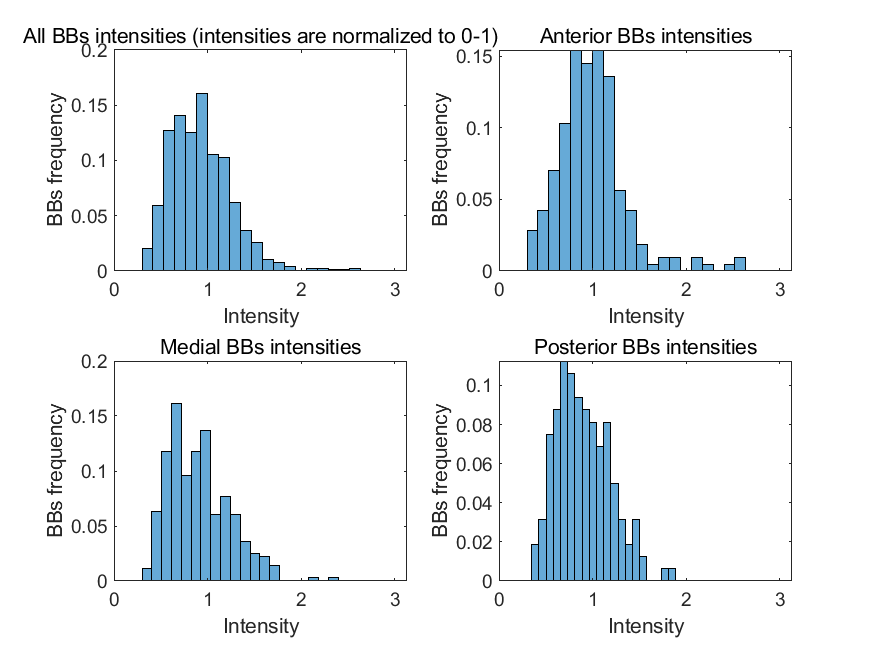 All BBs intensities (intensities are normalized to 0-1)
0.2
0.15
0.1
0.05
0
BBs frequency
0 1 2 3
Intensity
Anterior BBs intensities
0.15
0.1
0.05
0
BBs frequency
0 1 2 3
Intensity
Medial BBs intensities
0.2
0.15
0.1
0.05
0
BBs frequency
0 1 2 3
Intensity
Posterior BBs intensities
0.1
0.08
0.06
0.04
0.02
0
BBs frequency
0 1 2 3
Intensity